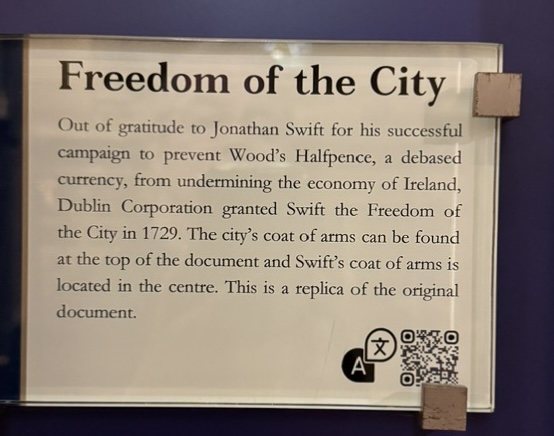 Freedom of the City
Out of gratitude to Jonathan Swift for his successful
campaign to prevent Wood's Halfpence, a debased
currency, from undermining the economy of Ireland,
Dublin Corporation granted Swift the Freedom of
the City in 1729. The city's coat of arms can be found
at the top of the document and Swift's coat of arms is
located in the centre. This is a replica of the original
document.
文
A